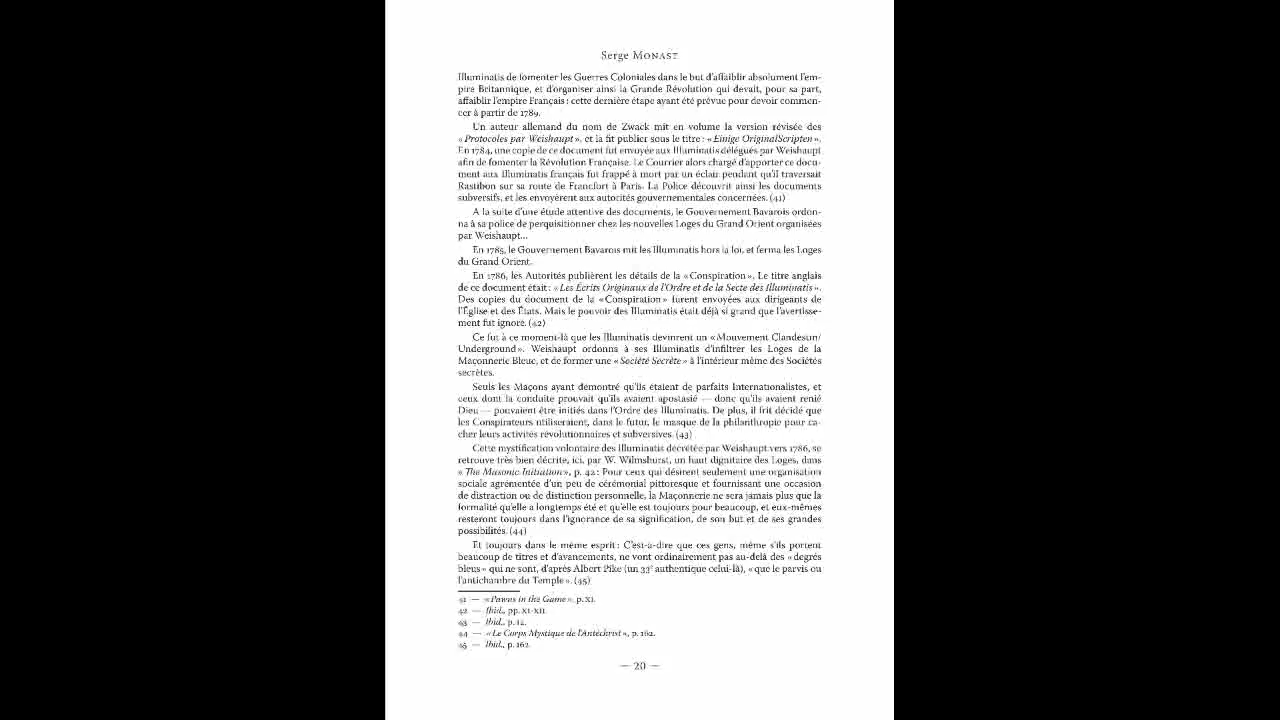 Serge Monast
Illuminatis de fomenter les Guerres Coloniales dans le but d'affaiblir absolument l'em-
pire Britannique, et d'organiser ainsi la Grande Révolution qui devait, pour sa part,
affaiblir l'empire Français : cette dernière étape ayant été prévue pour devoir commen-
cer à partir de 1789.
Un auteur allemand du nom de Zwack mit en volume la version révisée des
« Protocoles par Weishaupt », et la fit publier sous le titre : « Einige OriginalScripten ».
En 1784, une copie de ce document fut envoyée aux Illuminatis délégués par Weishaupt
afin de fomenter la Révolution Française. Le Courrier alors chargé d'apporter ce docu-
ment aux Illuminatis français fut frappé à mort par un éclair pendant qu'il traversait
Rastibon sur sa route de Francfort à Paris. La Police découvrit ainsi les documents
subversifs, et les envoyèrent aux autorités gouvernementales concernées. (41)
A la suite d'une étude attentive des documents, le Gouvernement Bavarois ordon-
na à sa police de perquisitionner chez les nouvelles Loges du Grand Orient organisées
par Weishaupt...
En 1785, le Gouvernement Bavarois mit les Illuminatis hors la loi, et ferma les Loges
du Grand Orient.
En 1786, les Autorités publièrent les détails de la « Conspiration ». Le titre anglais
de ce document était : « Les Écrits Originaux de l'Ordre et de la Secte des Illuminatis ».
Des copies du document de la « Conspiration » furent envoyées aux dirigeants de
l'Église et des États. Mais le pouvoir des Illuminatis était déjà si grand que l'avertisse-
ment fut ignoré. (42)
Ce fut à ce moment-là que les Illuminatis devinrent un « Mouvement Clandestin/
Underground ». Weishaupt ordonna à ses Illuminatis d'infiltrer les Loges de la
Maçonnerie Bleue, et de former une « Société Secrète » à l'intérieur même des Sociétés
secrètes.
Seuls les Maçons ayant démontré qu'ils étaient de parfaits Internationalistes, et
ceux dont la conduite prouvait qu'ils avaient apostasié — donc qu'ils avaient renié
Dieu — pouvaient être initiés dans l'Ordre des Illuminatis. De plus, il frit décidé que
les Conspirateurs utiliseraient, dans le futur, le masque de la philanthropie pour ca-
cher leurs activités révolutionnaires et subversives. (43)
Cette mystification volontaire des Illuminatis décrétée par Weishaupt vers 1786, se
retrouve très bien décrite, ici, par W. Wilmshurst, un haut dignitaire des Loges, dans
« The Masonic Initiation », p. 42 : Pour ceux qui désirent seulement une organisation
sociale agrémentée d'un peu de cérémonial pittoresque et fournissant une occasion
de distraction ou de distinction personnelle, la Maçonnerie ne sera jamais plus que la
formalité qu'elle a longtemps été et qu'elle est toujours pour beaucoup, et eux-mêmes
resteront toujours dans l'ignorance de sa signification, de son but et de ses grandes
possibilités. (44)
Et toujours dans le même esprit : C'est-à-dire que ces gens, même s'ils portent
beaucoup de titres et d'avancements, ne vont ordinairement pas au-delà des « degrés
bleus » qui ne sont, d'après Albert Pike (un 33e authentique celui-là), « que le parvis ou
l'antichambre du Temple ». (45)
41 — « Pawns in the Game », p. XI.
42 — Ibid., pp. XI-XII.
43 — Ibid., p. 12.
44 — « Le Corps Mystique de l'Antéchrist », p. 162.
45 — Ibid., p. 162.
— 20 —